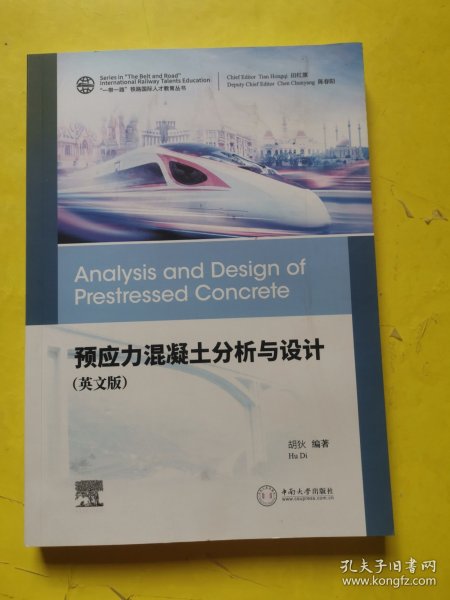 Series in "The Belt and Road"
International Railway Talents Education
"一带一路" 铁路国际人才教育丛书
Chief Editor Tian Hongqi 田红旗
Deputy Chief Editor Chen Chunyang 陈春阳
Analysis and Design of
Prestressed Concrete
预应力混凝土分析与设计
(英文版)
胡狄 编著
Hu Di
中南大学出版社
www.csupress.com.cn
孔夫子旧书网
www.kongfz.com